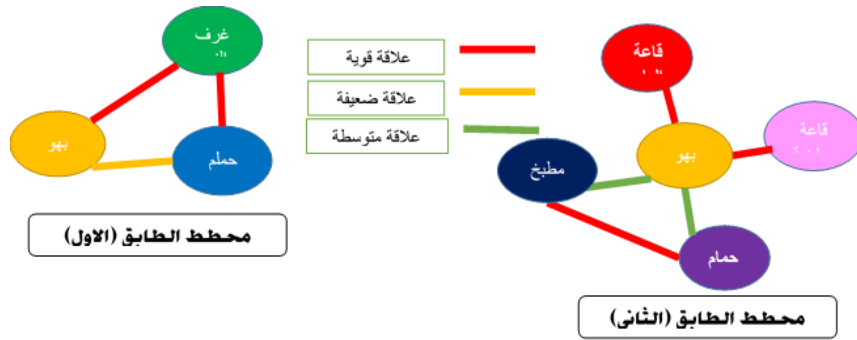 غرف
علاقة قوية
علاقة ضعيفة
علاقة متوسطة
بهو
حملم
محطط الطابق (الاول)
قاعة
قاعة
بهو
مطبخ
حمام
محطط الطابق (الثانى)